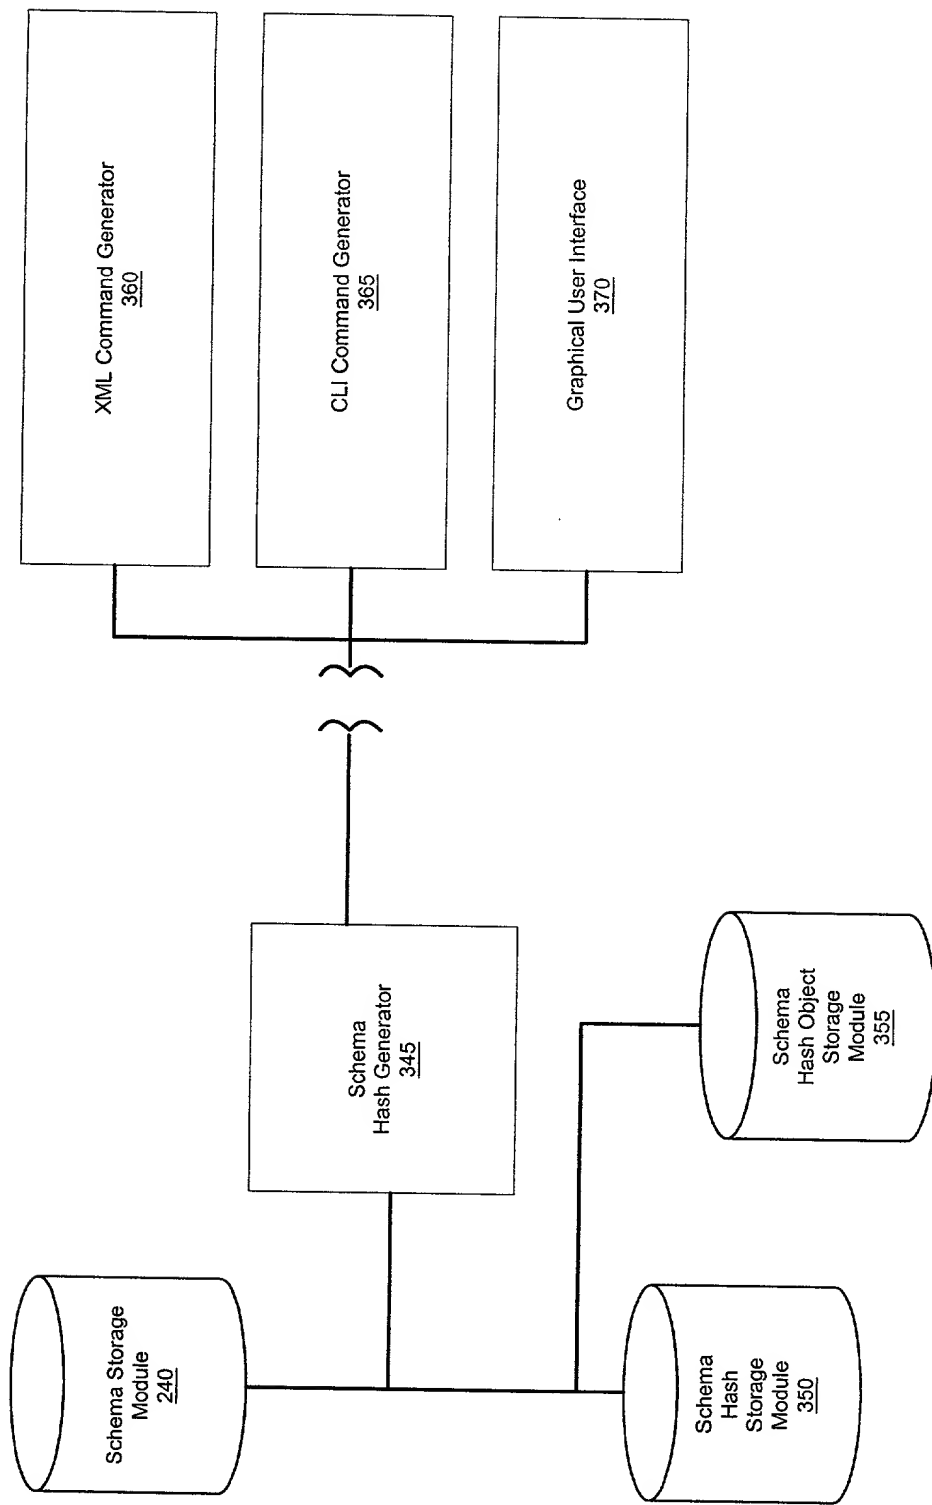 Schema Storage
Module
240
Schema
Hash Generator
345
Schema
Hash
Storage
Module
350
Schema
Hash Object
Storage
Module
355
XML Command Generator
360
CLI Command Generator
365
Graphical User Interface
370